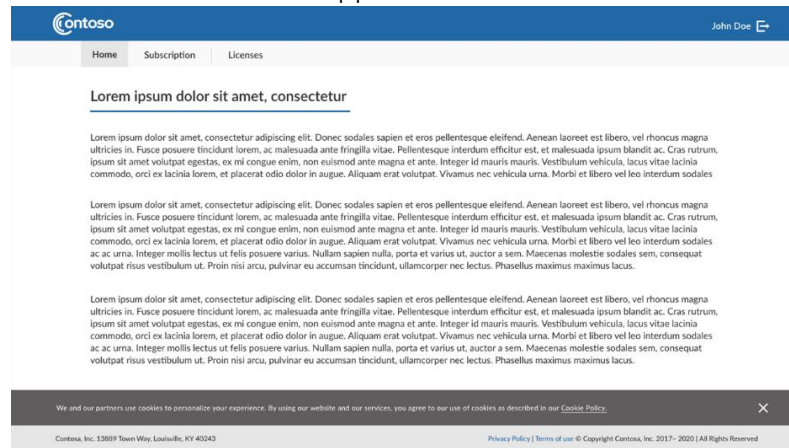 Contoso
John Doe
Home Subscription Licenses
Lorem ipsum dolor sit amet, consectetur
Lorem ipsum dolor sit amet, consectetur adipiscing elit. Donec sodales sapien et eros pellentesque eleifend. Aenean laoreet est libero, vel rhoncus magna
ultricies in. Fusce posuere tincidunt lorem, ac malesuada ante fringilla vitae. Pellentesque interdum efficitur est, et malesuada ipsum blandit ac. Cras rutrum,
ipsum sit amet volutpat egestas, ex mi congue enim, non euismod ante magna et ante. Integer id mauris mauris. Vestibulum vehicula, lacus vitae lacinia
commodo, orci ex lacinia lorem, et placerat odio dolor in augue. Aliquam erat volutpat. Vivamus nec vehicula urna. Morbi et libero vel leo interdum sodales
Lorem ipsum dolor sit amet, consectetur adipiscing elit. Donec sodales sapien et eros pellentesque eleifend. Aenean laoreet est libero, vel rhoncus magna
ultricies in. Fusce posuere tincidunt lorem, ac malesuada ante fringilla vitae. Pellentesque interdum efficitur est, et malesuada ipsum blandit ac. Cras rutrum,
ipsum sit amet volutpat egestas, ex mi congue enim, non euismod ante magna et ante. Integer id mauris mauris. Vestibulum vehicula, lacus vitae lacinia
commodo, orci ex lacinia lorem, et placerat odio dolor in augue. Aliquam erat volutpat. Vivamus nec vehicula urna. Morbi et libero vel leo interdum sodales
ac ac urna. Integer mollis lectus ut felis posuere varius. Nullam sapien nulla, porta et varius ut, auctor a sem. Maecenas molestie sodales sem, consequat
volutpat risus vestibulum ut. Proin nisi arcu, pulvinar eu accumsan tincidunt, ullamcorper nec lectus. Phasellus maximus maximus lacus.
Lorem ipsum dolor sit amet, consectetur adipiscing elit. Donec sodales sapien et eros pellentesque eleifend. Aenean laoreet est libero, vel rhoncus magna
ultricies in. Fusce posuere tincidunt lorem, ac malesuada ante fringilla vitae. Pellentesque interdum efficitur est, et malesuada ipsum blandit ac. Cras rutrum,
ipsum sit amet volutpat egestas, ex mi congue enim, non euismod ante magna et ante. Integer id mauris mauris. Vestibulum vehicula, lacus vitae lacinia
commodo, orci ex lacinia lorem, et placerat odio dolor in augue. Aliquam erat volutpat. Vivamus nec vehicula urna. Morbi et libero vel leo interdum sodales
ac ac urna. Integer mollis lectus ut felis posuere varius. Nullam sapien nulla, porta et varius ut, auctor a sem. Maecenas molestie sodales sem, consequat
volutpat risus vestibulum ut. Proin nisi arcu, pulvinar eu accumsan tincidunt, ullamcorper nec lectus. Phasellus maximus maximus lacus.
We and our partners use cookies to personalize your experience. By using our website and our services, you agree to our use of cookies as described in our Cookie Policy.
Contosa, Inc. 13889 Town Way, Louisville, KY 40243 Privacy Policy | Terms of use © Copyright Contosa, Inc. 2017– 2020 | All Rights Reserved